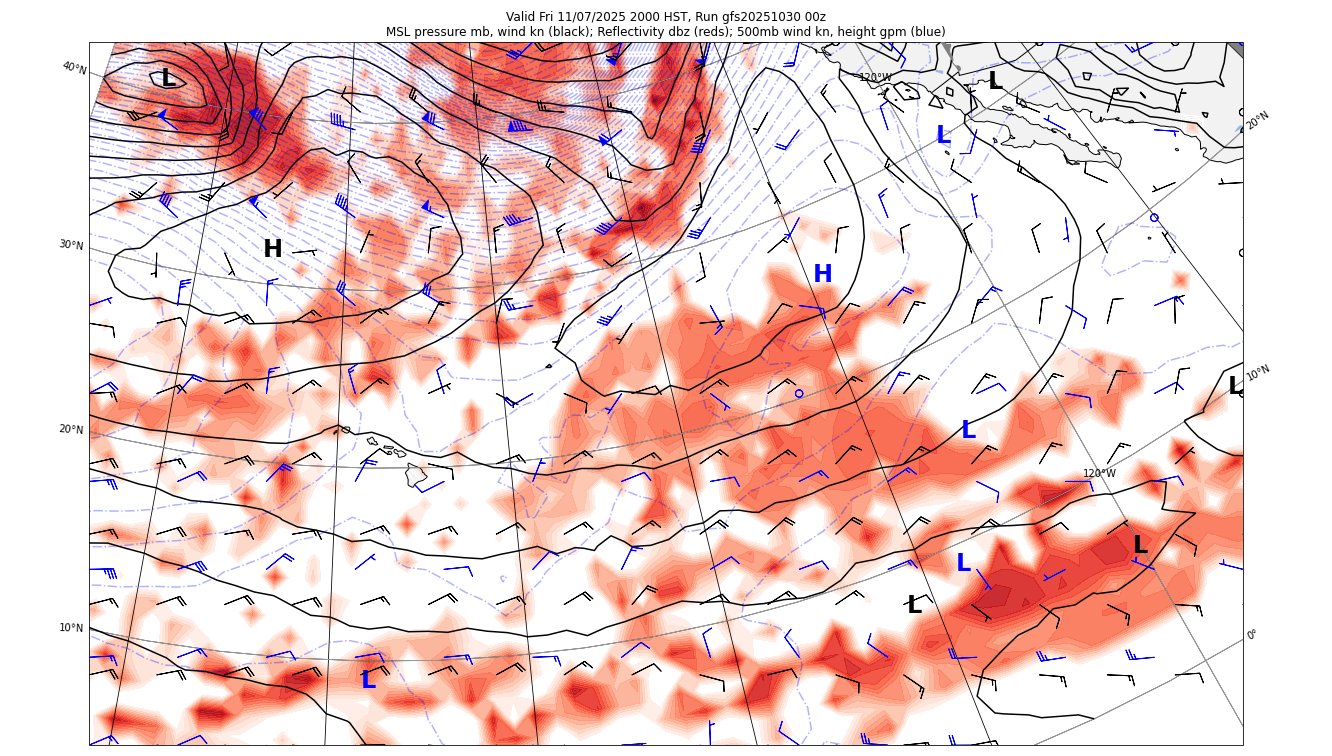 Valid Fri 11/07/2025 2000 HST, Run gfs20251030 00z
MSL pressure mb, wind kn (black); Reflectivity dbz (reds); 500mb wind kn, height gpm (blue)
40°N
L
120°W
L
20°N
L
30°N
H
H
10°N
L
20°N
L
120°W
L
L
L
10°N
0°
L